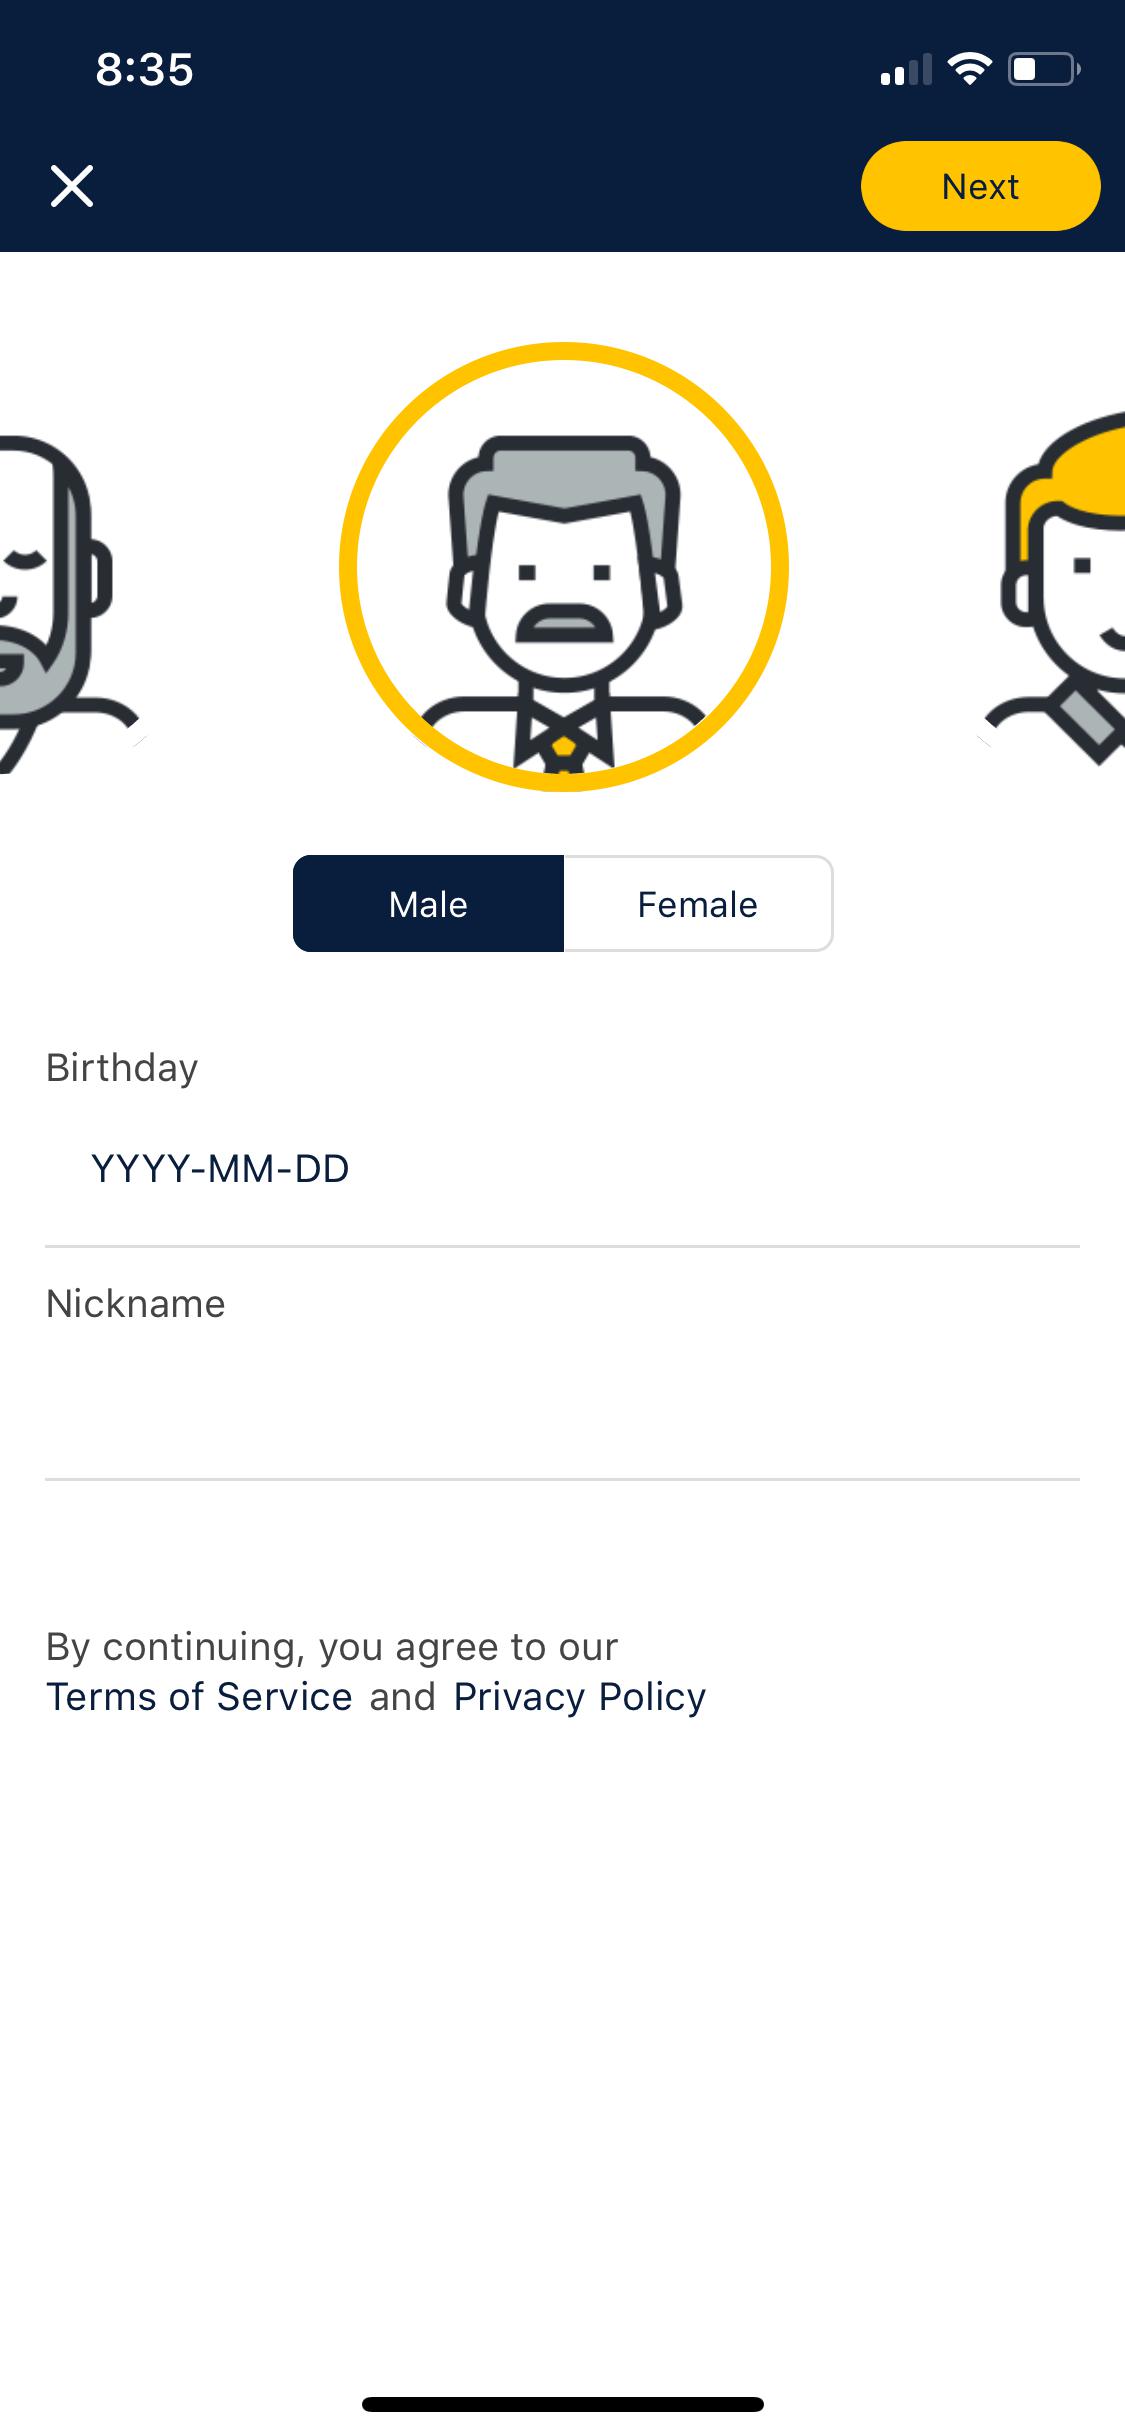 8:35
Next
Male
Female
Birthday
YYYY-MM-DD
Nickname
By continuing, you agree to our
Terms of Service and Privacy Policy